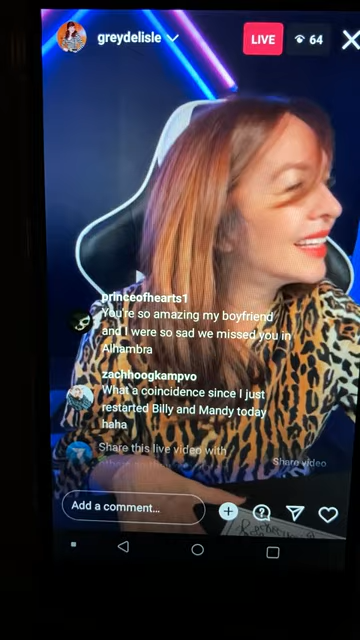 greydelisle
LIVE
64
princeofhearts1
You're so amazing my boyfriend
and I were so sad we missed you in
Alhambra
zachhoogkampvo
What a coincidence since I just
restarted Billy and Mandy today
haha
Share this live video with
Share video
Add a comment...